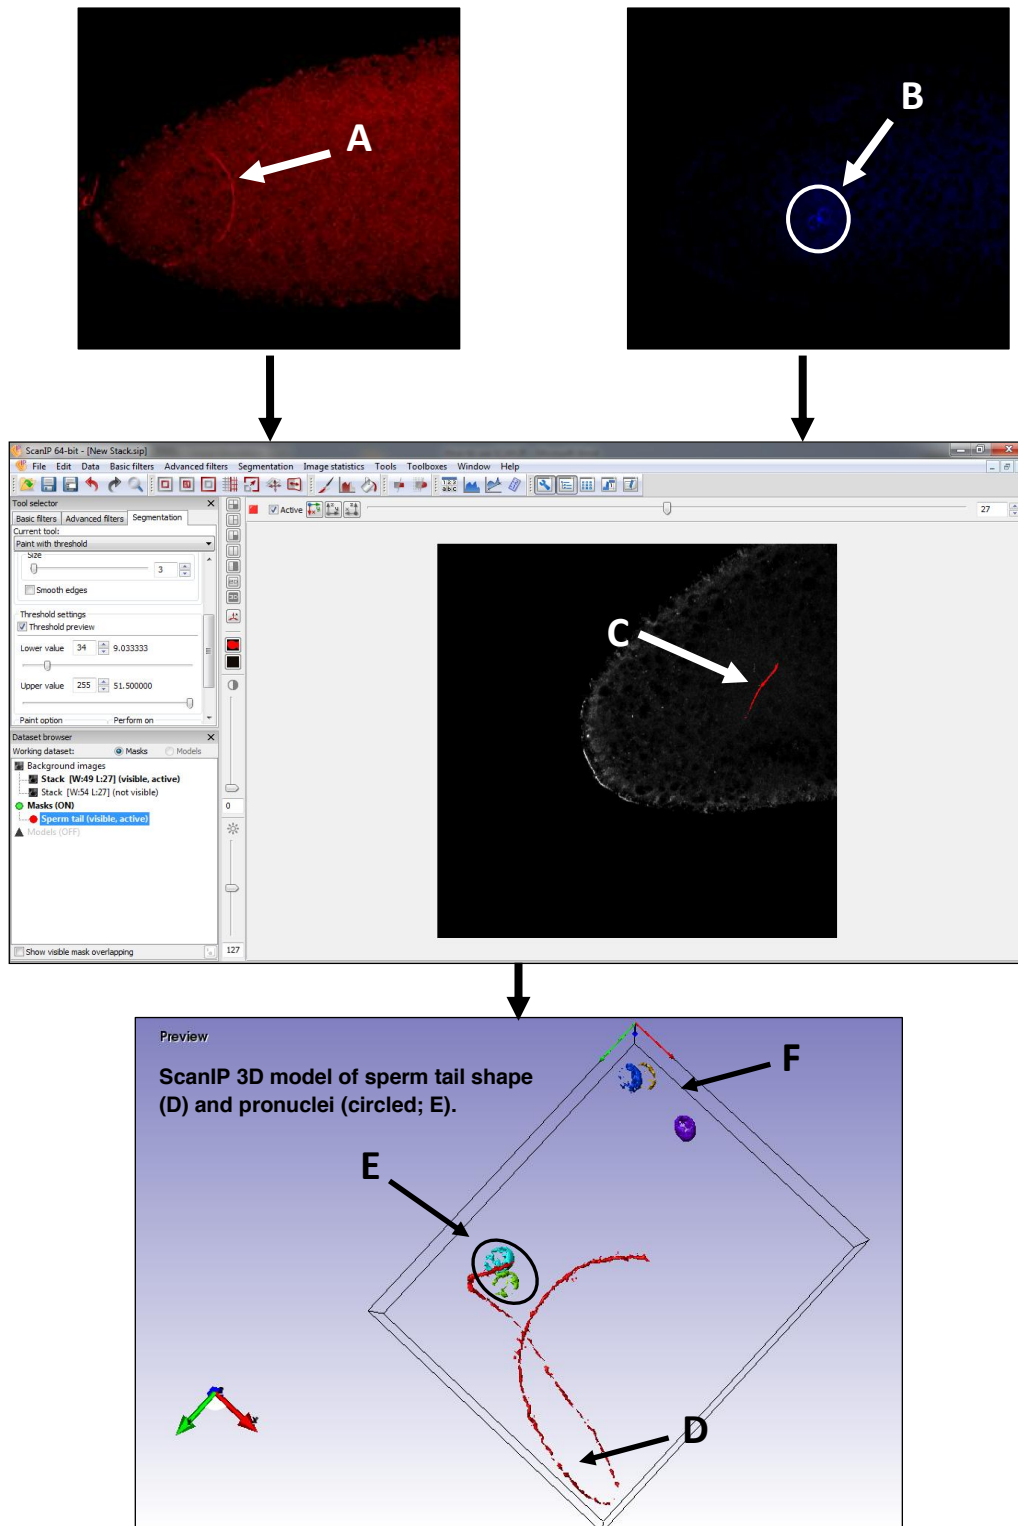 A
B
ScanIP 64-bit - [New Stack.sip]
File Edit Data Basic filters Advanced filters Segmentation Image statistics Tools Toolboxes Window Help
Tool selector
Basic filters Advanced filters Segmentation
Current tool:
Paint with threshold
Size
3
Smooth edges
Threshold settings
Threshold preview
Lower value 34 9.033333
Upper value 255 51.500000
Paint option Perform on
Dataset browser
Working dataset: Masks Models
Background images
Stack [W:49 L:27] (visible, active)
Stack [W:54 L:27] (not visible)
Masks (ON)
Sperm tail (visible, active)
Models (OFF)
Show visible mask overlapping
0
127
Active
27
C
Preview
ScanIP 3D model of sperm tail shape
(D) and pronuclei (circled; E).
F
E
D